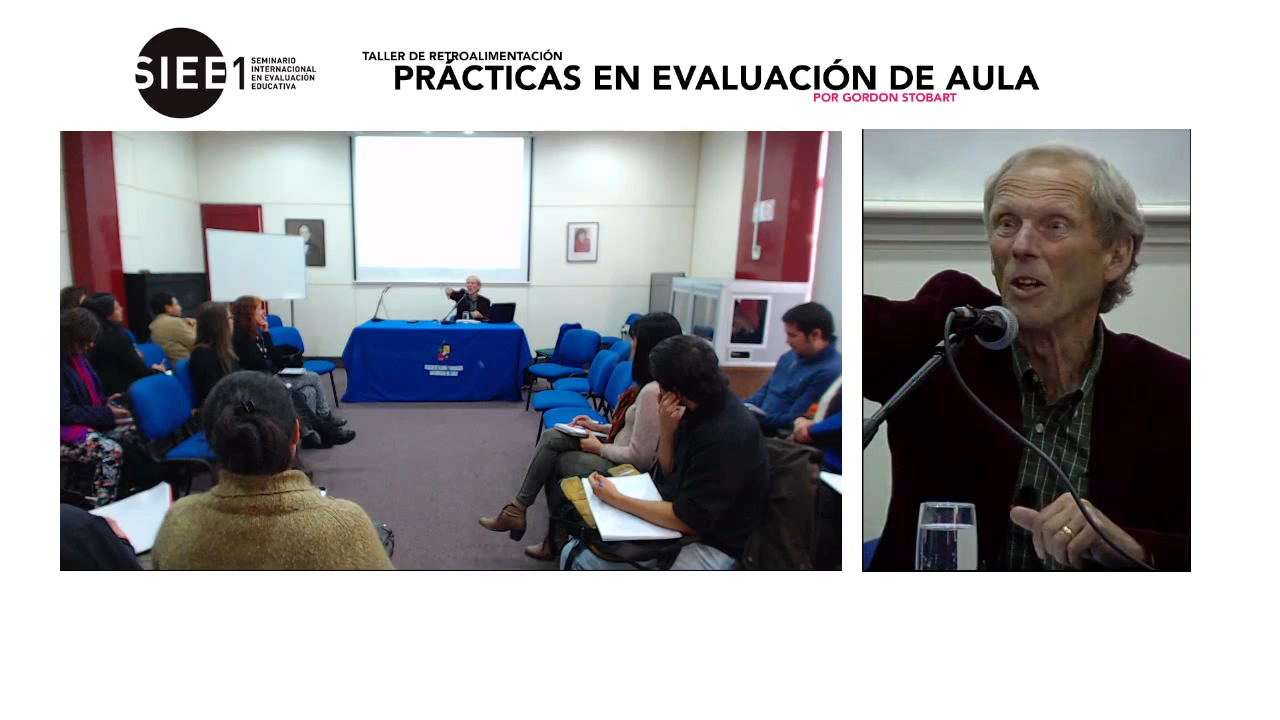 SIEE1
SEMINARIO
INTERNACIONAL
EN EVALUACIÓN
EDUCATIVA
TALLER DE RETROALIMENTACIÓN
PRÁCTICAS EN EVALUACIÓN DE AULA
POR GORDON STOBART